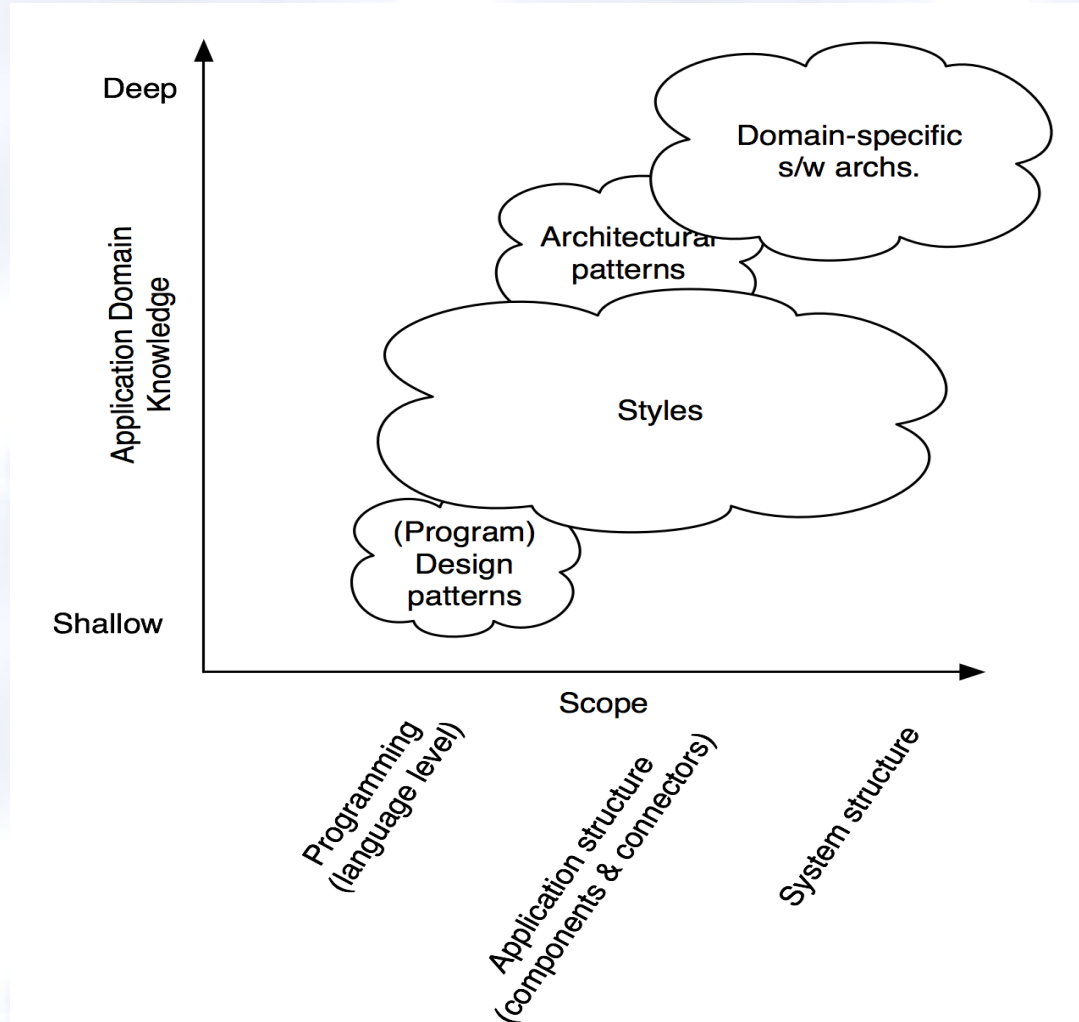 Deep
Domain-specific
s/w archs.
Architectural
patterns
Application Domain
Knowledge
Styles
(Program)
Design
patterns
Shallow
Scope
Programming
(language level)
Application structure
(components & connectors)
System structure